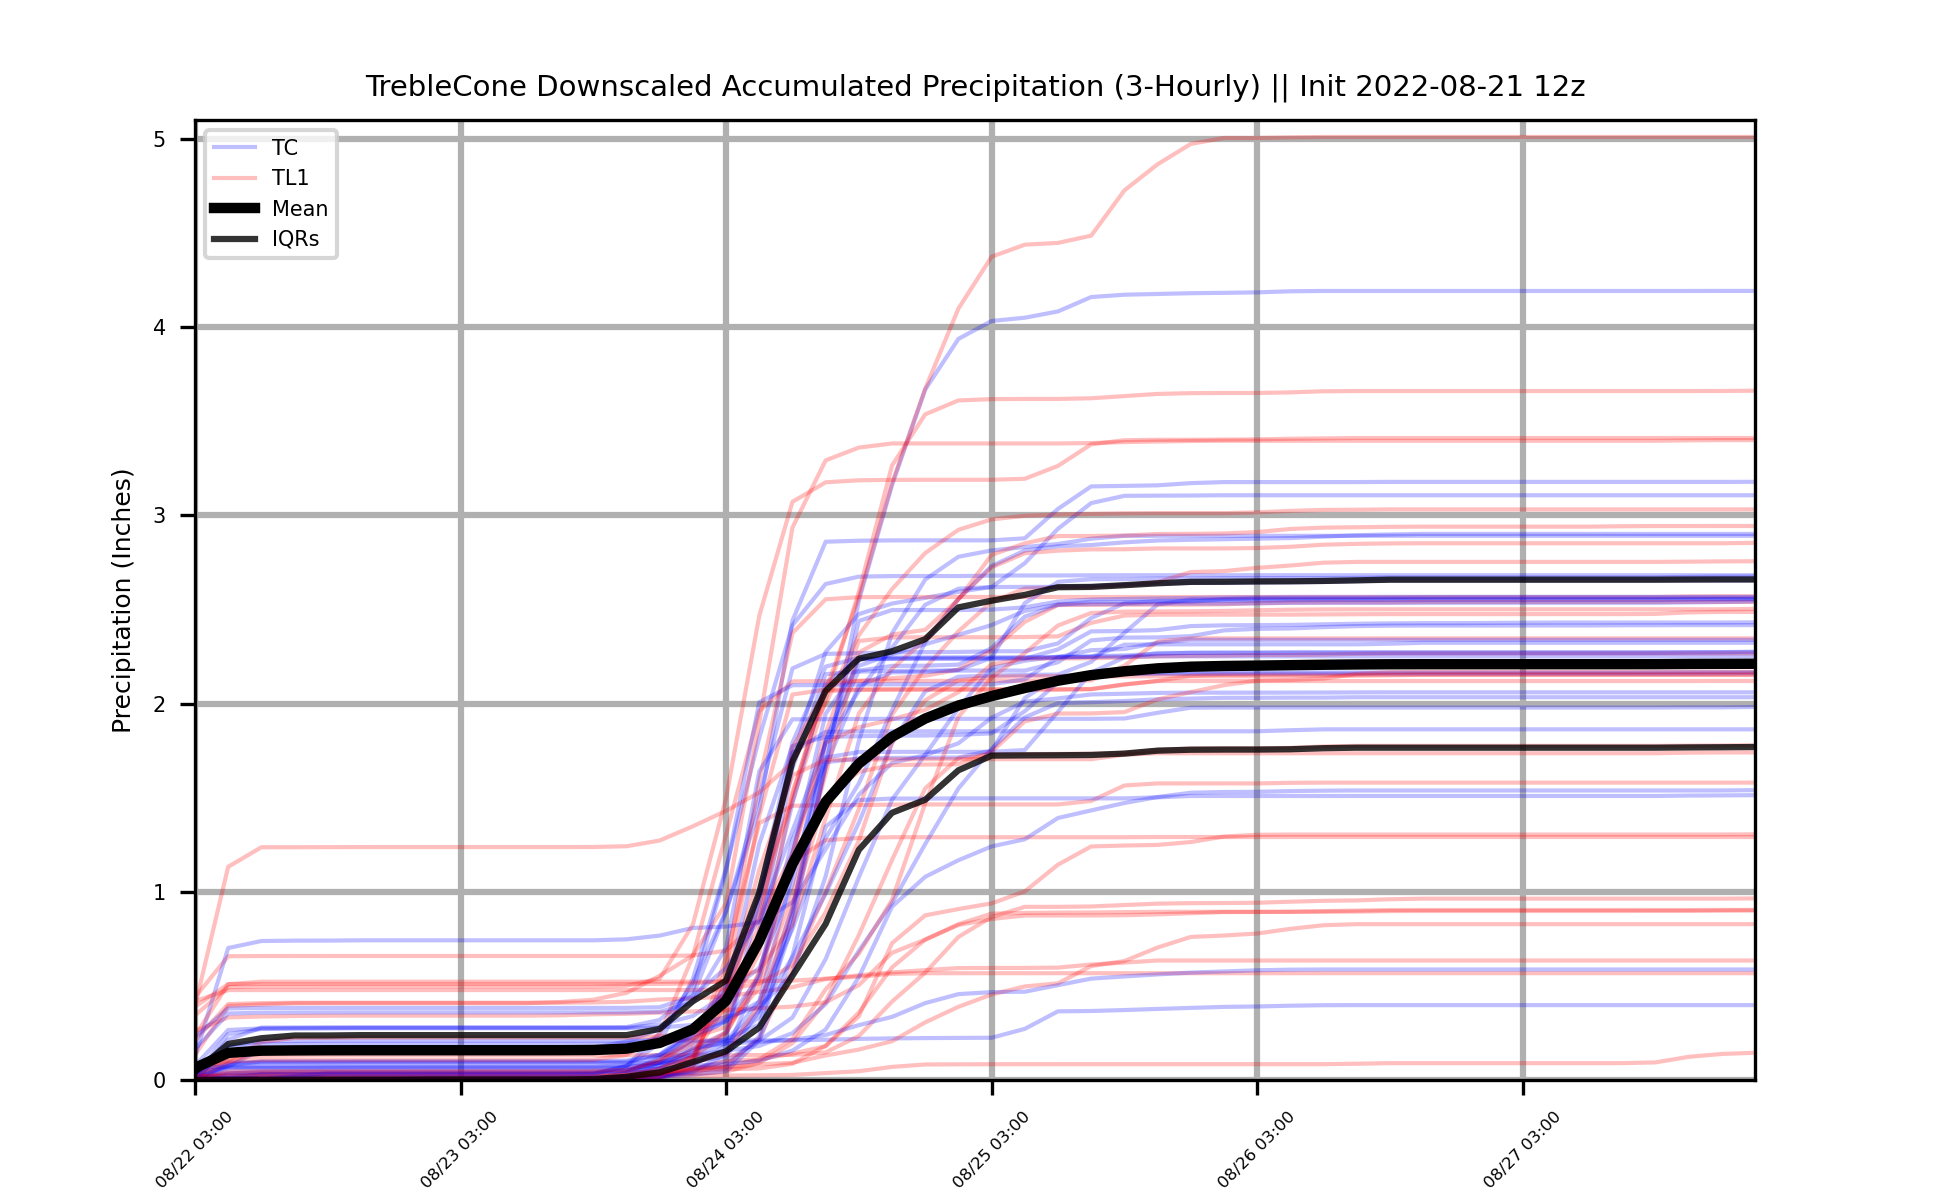 TrebleCone Downscaled Accumulated Precipitation (3-Hourly) || Init 2022-08-21 12z
TC
TL1
Mean
IQRs
Precipitation (Inches)
5
4
3
2
1
0
08/22 03:00
08/23 03:00
08/24 03:00
08/25 03:00
08/26 03:00
08/27 03:00